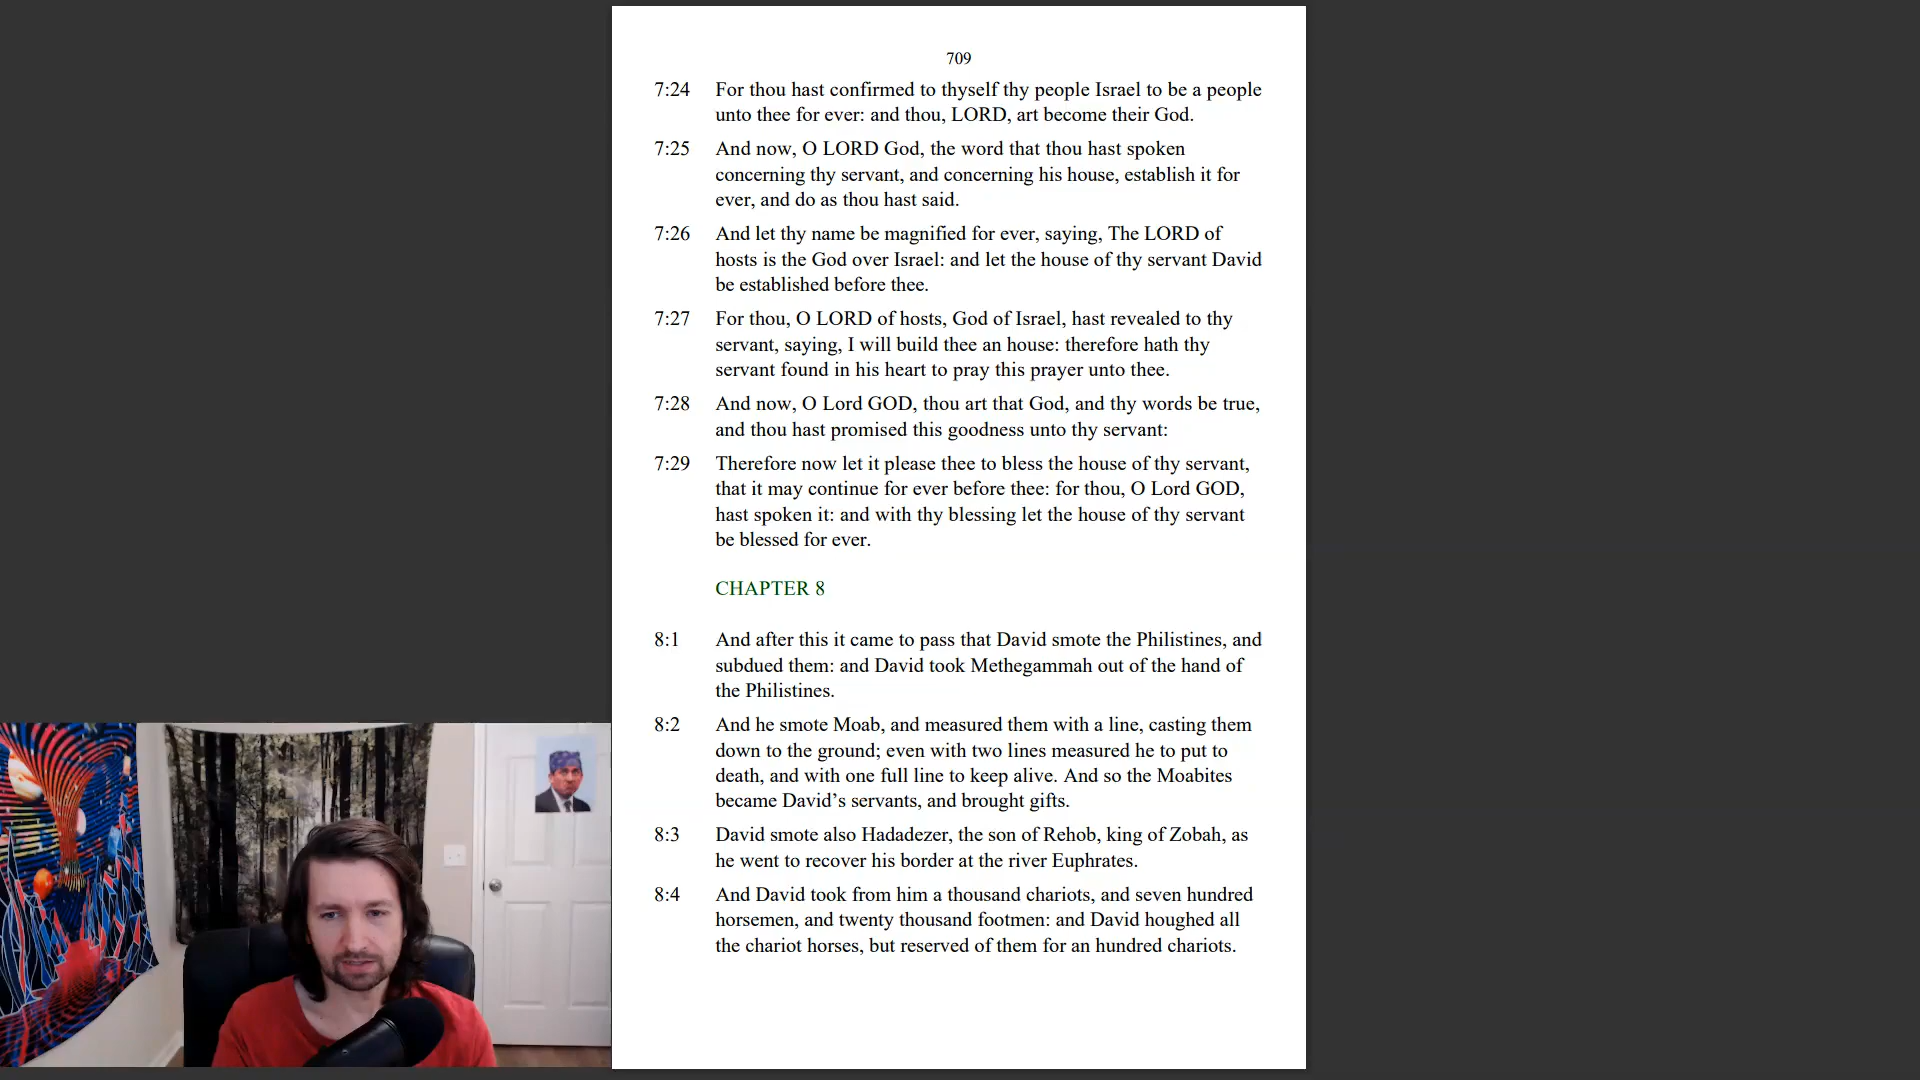 709
7:24 For thou hast confirmed to thyself thy people Israel to be a people
unto thee for ever: and thou, LORD, art become their God.
7:25 And now, O LORD God, the word that thou hast spoken
concerning thy servant, and concerning his house, establish it for
ever, and do as thou hast said.
7:26 And let thy name be magnified for ever, saying, The LORD of
hosts is the God over Israel: and let the house of thy servant David
be established before thee.
7:27 For thou, O LORD of hosts, God of Israel, hast revealed to thy
servant, saying, I will build thee an house: therefore hath thy
servant found in his heart to pray this prayer unto thee.
7:28 And now, O Lord GOD, thou art that God, and thy words be true,
and thou hast promised this goodness unto thy servant:
7:29 Therefore now let it please thee to bless the house of thy servant,
that it may continue for ever before thee: for thou, O Lord GOD,
hast spoken it: and with thy blessing let the house of thy servant
be blessed for ever.
CHAPTER 8
8:1 And after this it came to pass that David smote the Philistines, and
subdued them: and David took Methegammah out of the hand of
the Philistines.
8:2 And he smote Moab, and measured them with a line, casting them
down to the ground; even with two lines measured he to put to
death, and with one full line to keep alive. And so the Moabites
became David’s servants, and brought gifts.
8:3 David smote also Hadadezer, the son of Rehob, king of Zobah, as
he went to recover his border at the river Euphrates.
8:4 And David took from him a thousand chariots, and seven hundred
horsemen, and twenty thousand footmen: and David houghed all
the chariot horses, but reserved of them for an hundred chariots.